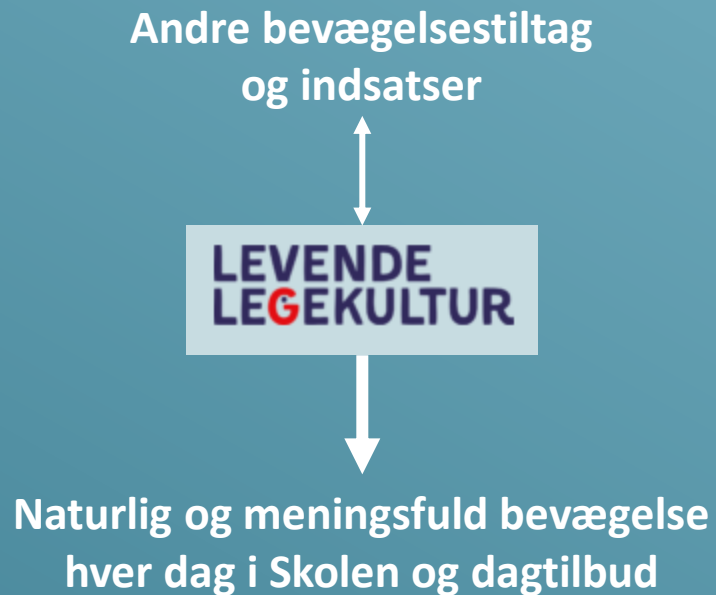 Andre bevægelsestiltag
og indsatser
LEVENDE
LEGEKULTUR
Naturlig og meningsfuld bevægelse
hver dag i Skolen og dagtilbud